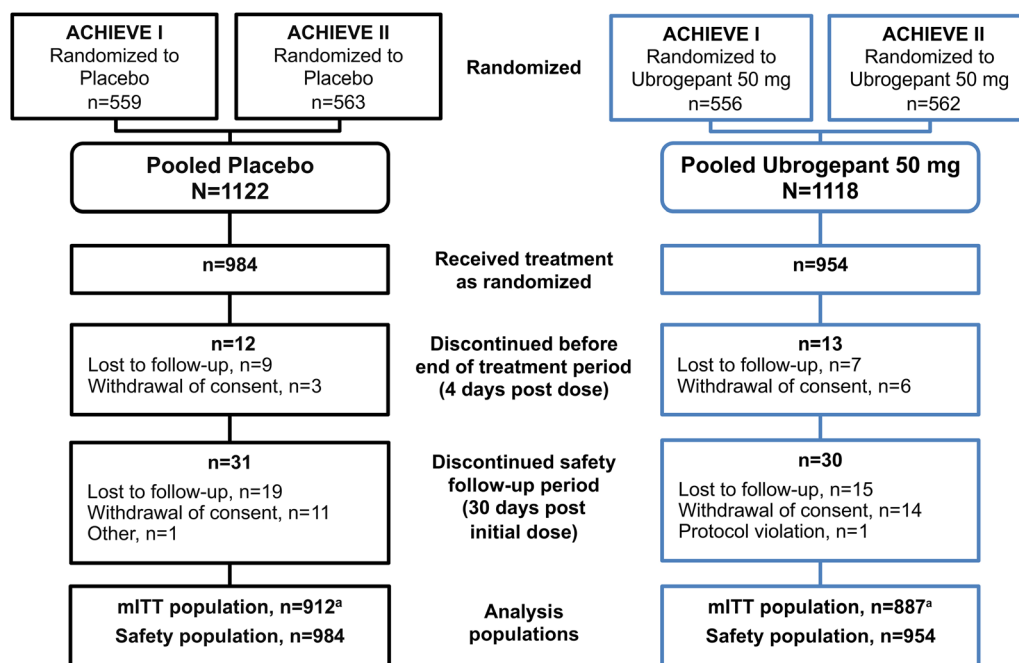 ACHIEVE I
Randomized to
Placebo
n=559
ACHIEVE II
Randomized to
Placebo
n=563
Randomized
ACHIEVE I
Randomized to
Ubrogepant 50 mg
n=556
ACHIEVE II
Randomized to
Ubrogepant 50 mg
n=562
Pooled Placebo
N=1122
Pooled Ubrogepant 50 mg
N=1118
n=984
Received treatment
as randomized
n=954
n=12
Lost to follow-up, n=9
Withdrawal of consent, n=3
Discontinued before
end of treatment period
(4 days post dose)
n=13
Lost to follow-up, n=7
Withdrawal of consent, n=6
n=31
Lost to follow-up, n=19
Withdrawal of consent, n=11
Other, n=1
Discontinued safety
follow-up period
(30 days post
initial dose)
n=30
Lost to follow-up, n=15
Withdrawal of consent, n=14
Protocol violation, n=1
mITT population, n=912ᵃ
Safety population, n=984
Analysis
populations
mITT population, n=887ᵃ
Safety population, n=954